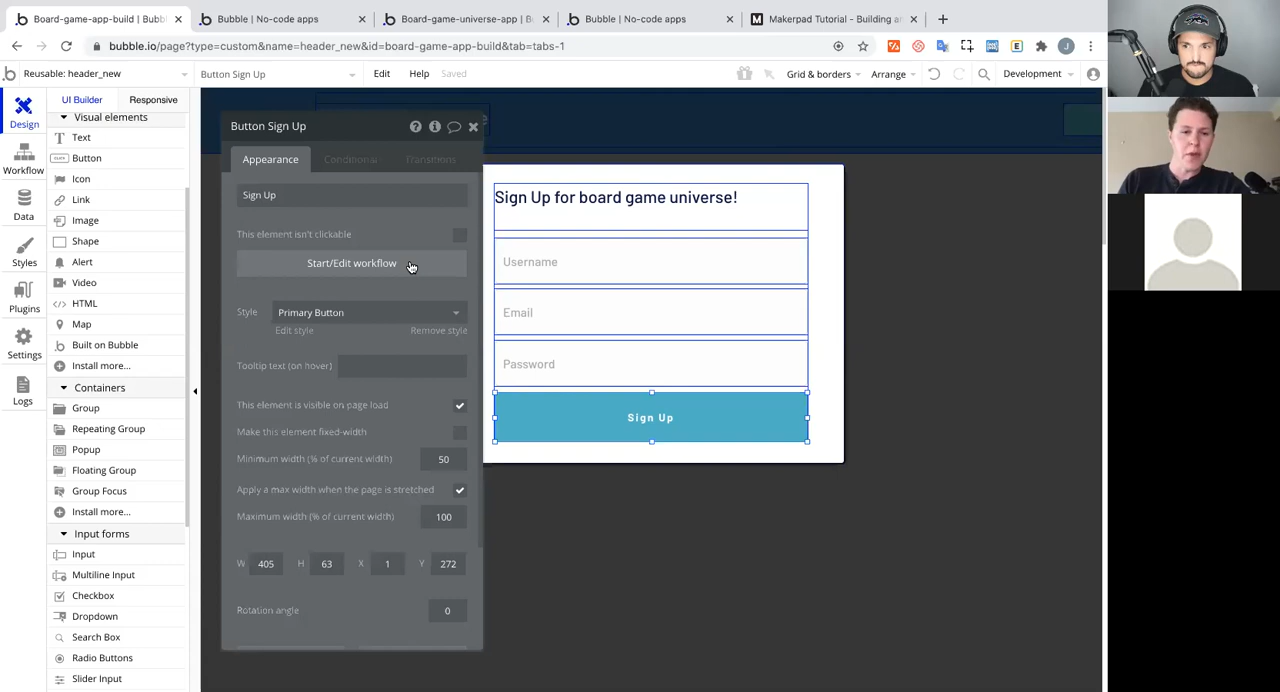 Board-game-app-build | Bubb
Bubble | No-code apps
Board-game-universe-app | Bu
Bubble | No-code apps
Makerpad Tutorial - Building an
bubble.io/page?type=custom&name=header_new&id=board-game-app-build&tab=tabs-1
Reusable: header_new
Button Sign Up
Edit
Help
Saved
Grid & borders
Arrange
Development
Design
Workflow
Data
Styles
Plugins
Settings
Logs
UI Builder
Responsive
Visual elements
Text
Button
Icon
Link
Image
Shape
Alert
Video
HTML
Map
Built on Bubble
Install more...
Containers
Group
Repeating Group
Popup
Floating Group
Group Focus
Install more...
Input forms
Input
Multiline Input
Checkbox
Dropdown
Search Box
Radio Buttons
Slider Input
Button Sign Up
Appearance
Conditional
Transitions
Sign Up
This element isn't clickable
Start/Edit workflow
Style
Primary Button
Edit style
Remove style
Tooltip text (on hover)
This element is visible on page load
Make this element fixed-width
Minimum width (% of current width)
50
Apply a max width when the page is stretched
Maximum width (% of current width)
100
W 405 H 63 X 1 Y 272
Rotation angle
0
Sign Up for board game universe!
Username
Email
Password
Sign Up